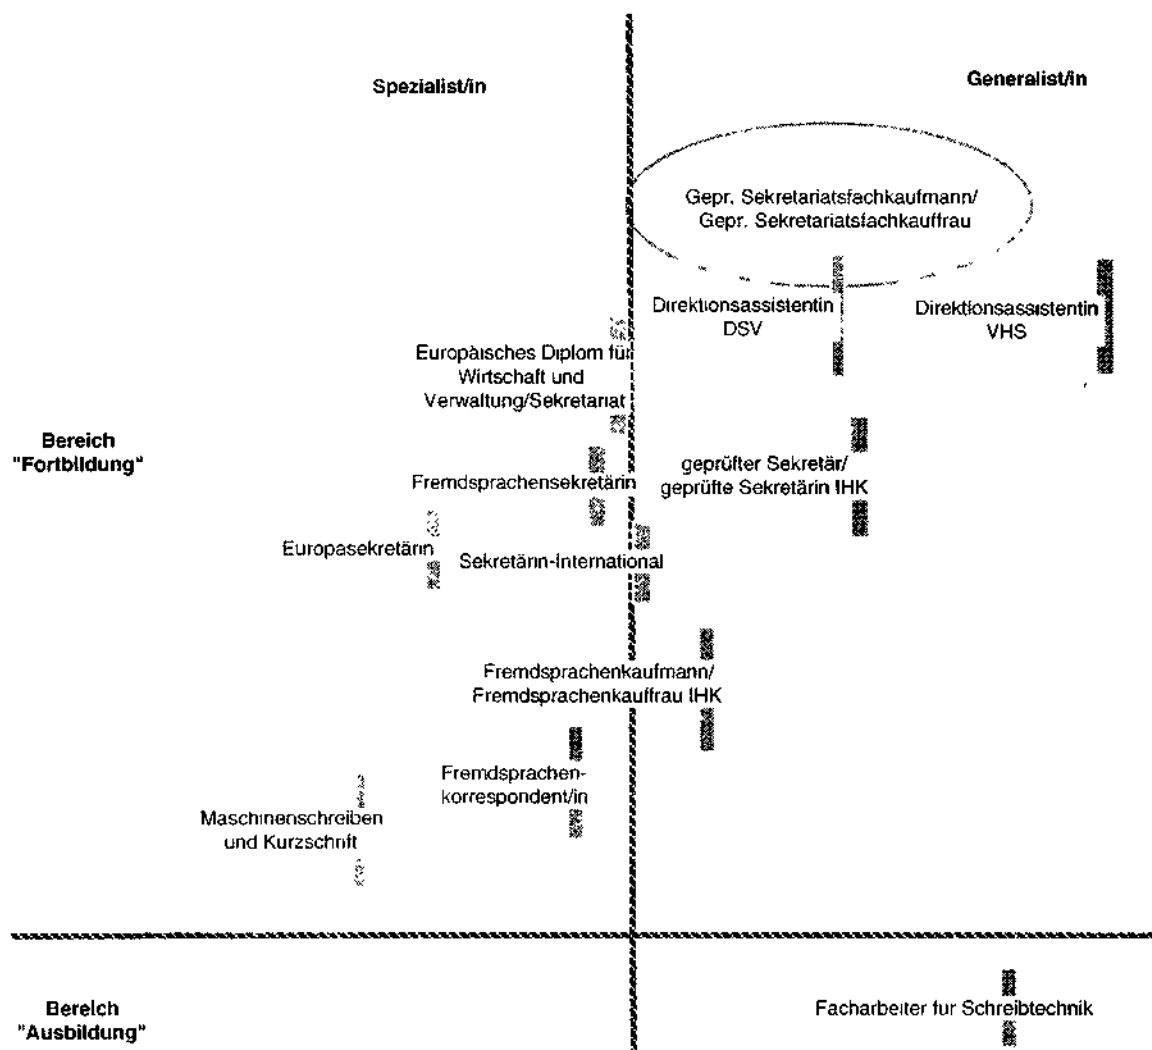 Spezialist/in
Generalist/in
Gepr. Sekretariatsfachkaufmann/
Gepr. Sekretariatsfachkauffrau
Direktionsassistentin
DSV
Direktionsassistentin
VHS
Europäisches Diplom für
Wirtschaft und
Verwaltung/Sekretariat
Bereich
"Fortbildung"
Fremdsprachensekretärin
geprüfter Sekretär/
geprüfte Sekretärin IHK
Europasekretärin
Sekretärin-International
Fremdsprachenkaufmann/
Fremdsprachenkauffrau IHK
Fremdsprachen-
korrespondent/in
Maschinenschreiben
und Kurzschrift
Bereich
"Ausbildung"
Facharbeiter fur Schreibtechnik